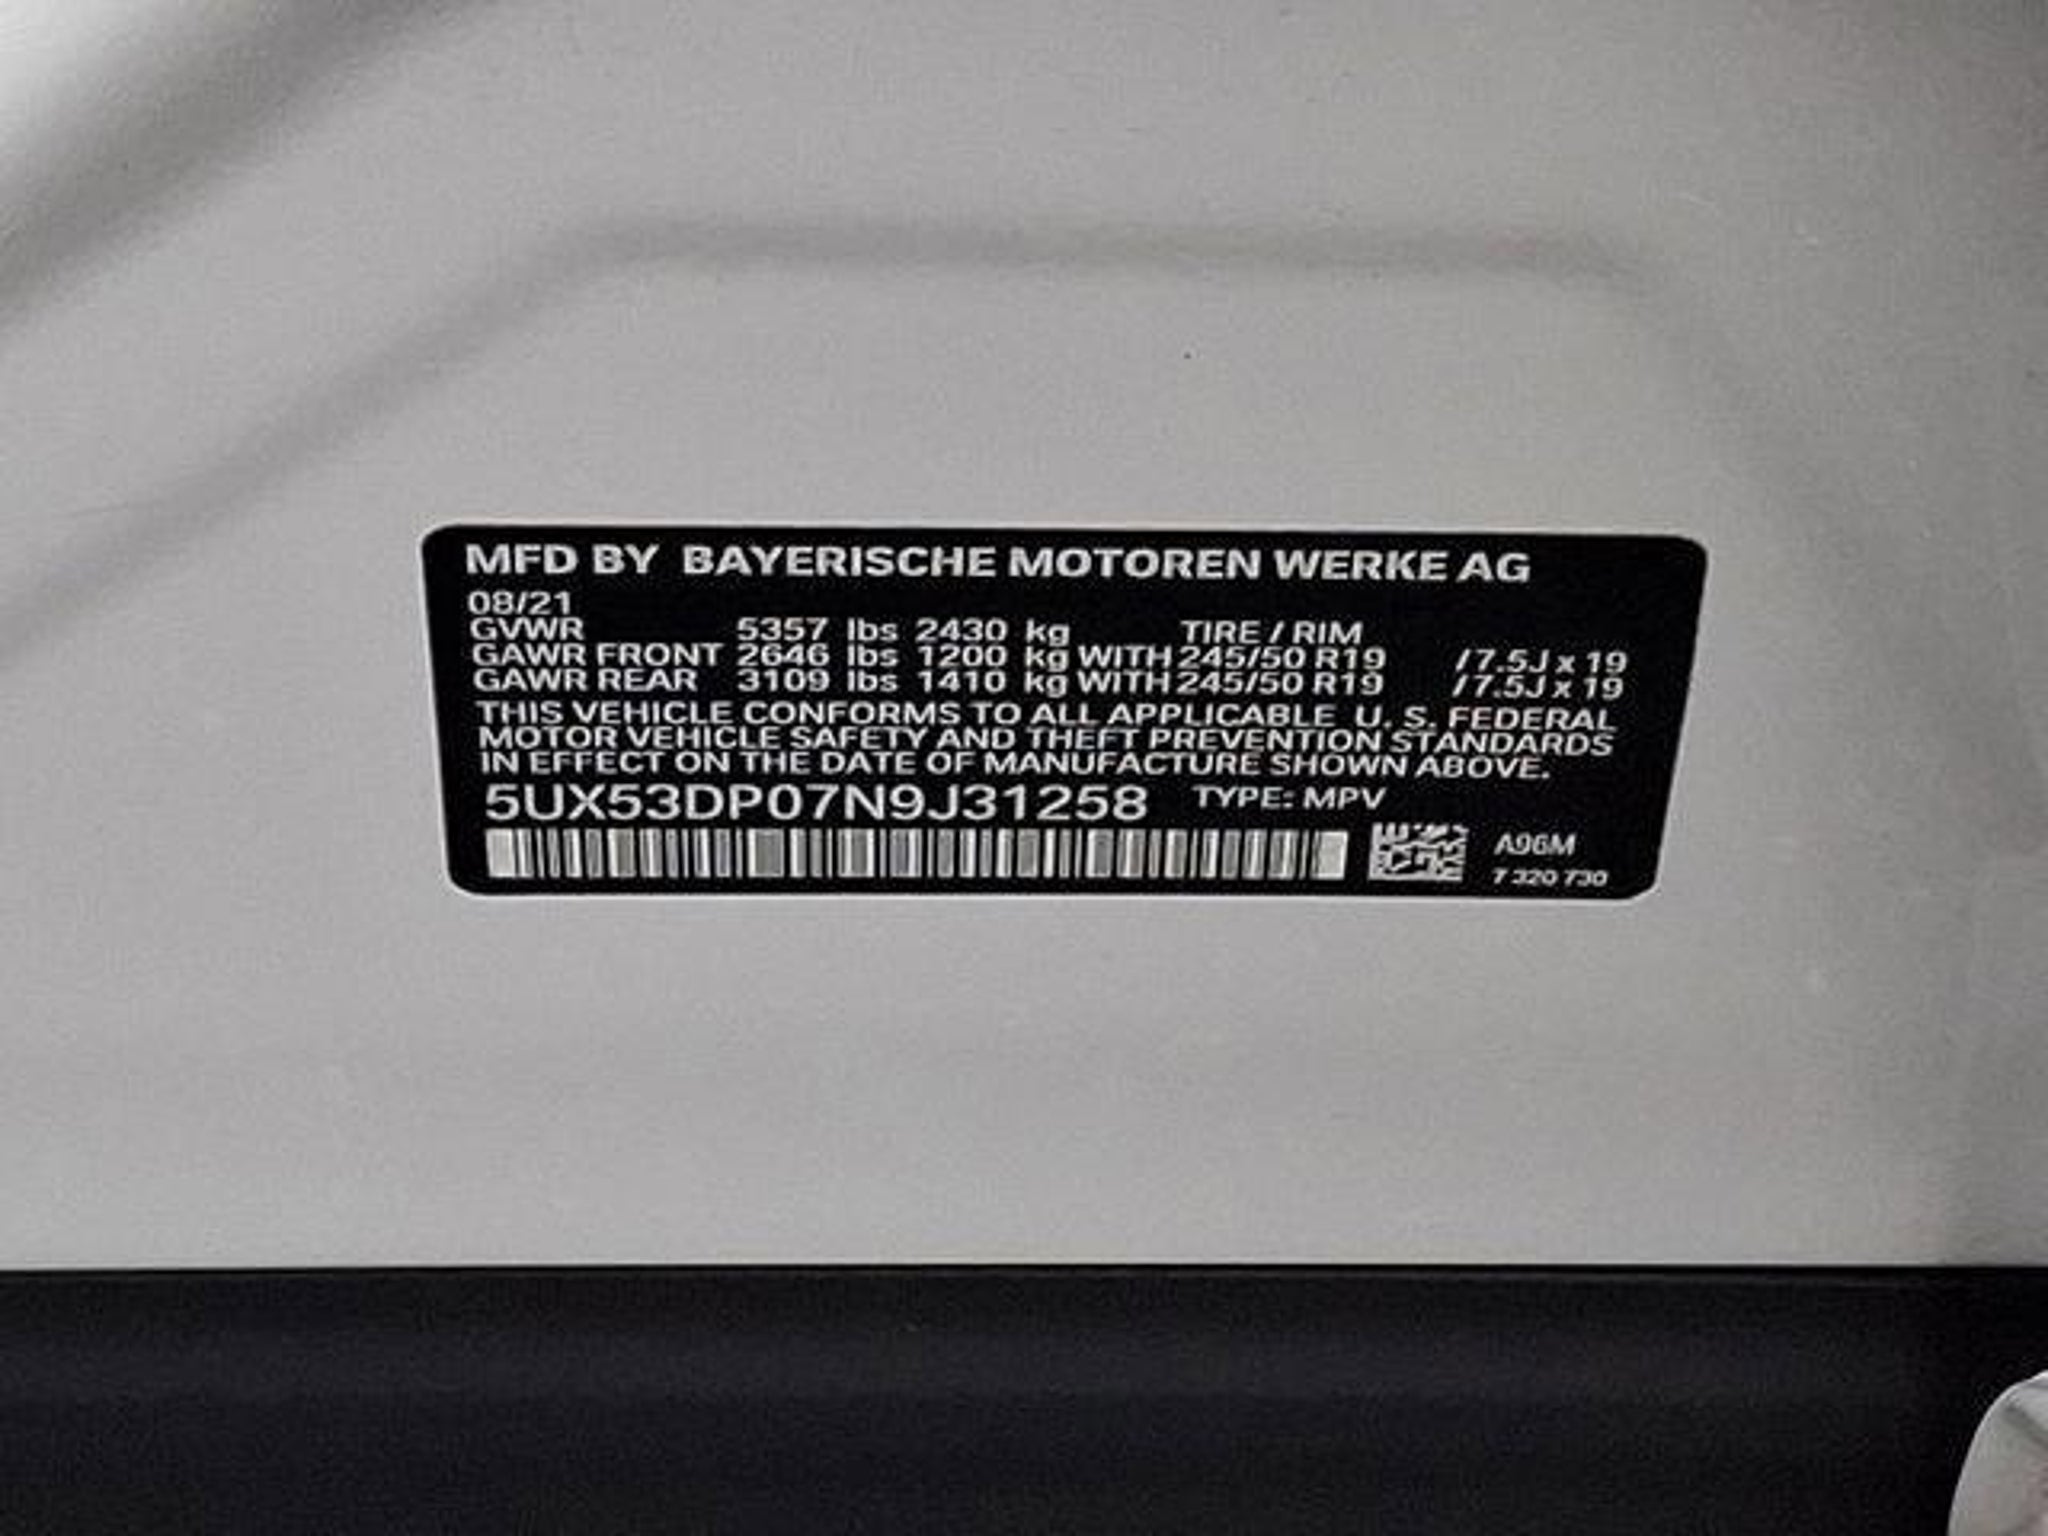 MFD BY BAYERISCHE MOTOREN WERKE AG
08/21
GVWR 5357 lbs 2430 kg TIRE / RIM
GAWR FRONT 2646 lbs 1200 kg WITH 245/50 R19 / 7.5J x 19
GAWR REAR 3109 lbs 1410 kg WITH 245/50 R19 / 7.5J x 19
THIS VEHICLE CONFORMS TO ALL APPLICABLE U. S. FEDERAL
MOTOR VEHICLE SAFETY AND THEFT PREVENTION STANDARDS
IN EFFECT ON THE DATE OF MANUFACTURE SHOWN ABOVE.
5UX53DP07N9J31258 TYPE: MPV
A96M
7 320 730